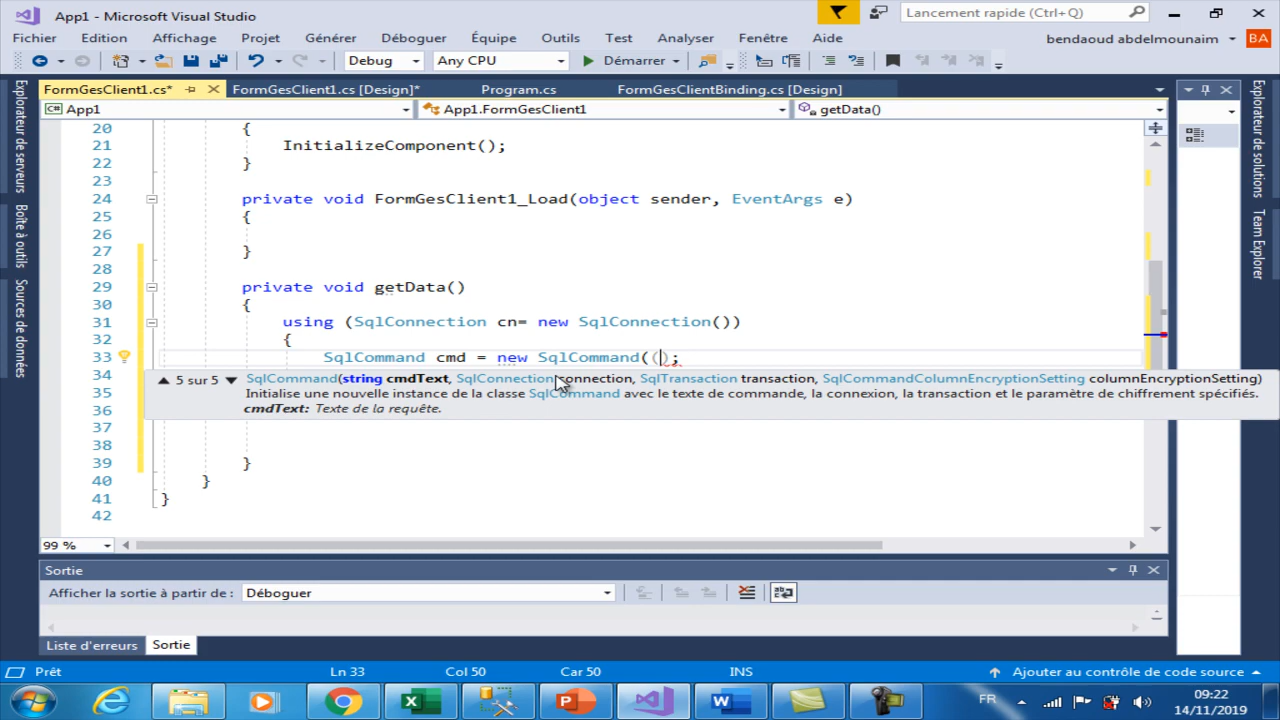 App1 - Microsoft Visual Studio
Lancement rapide (Ctrl+Q)
Fichier Edition Affichage Projet Générer Déboguer Équipe Outils Test Analyser Fenêtre Aide
bendaoud abdelmounaim BA
Debug Any CPU Démarrer
FormGesClient1.cs* FormGesClient1.cs [Design]* Program.cs FormGesClientBinding.cs [Design]
App1 App1.FormGesClient1 getData()
Explorateur de serveurs
Boîte à outils
Sources de données
Explorateur de solutions
Team Explorer
20 {
21 InitializeComponent();
22 }
23
24 private void FormGesClient1_Load(object sender, EventArgs e)
25 {
26
27 }
28
29 private void getData()
30 {
31 using (SqlConnection cn= new SqlConnection())
32 {
33 SqlCommand cmd = new SqlCommand(();
34 5 sur 5 SqlCommand(string cmdText, SqlConnection connection, SqlTransaction transaction, SqlCommandColumnEncryptionSetting columnEncryptionSetting)
35 Initialise une nouvelle instance de la classe SqlCommand avec le texte de commande, la connexion, la transaction et le paramètre de chiffrement spécifiés.
36 cmdText: Texte de la requête.
37
38
39 }
40 }
41 }
42
99 %
Sortie
Afficher la sortie à partir de : Déboguer
Liste d'erreurs Sortie
Prêt Ln 33 Col 50 Car 50 INS Ajouter au contrôle de code source
FR 09:22
14/11/2019